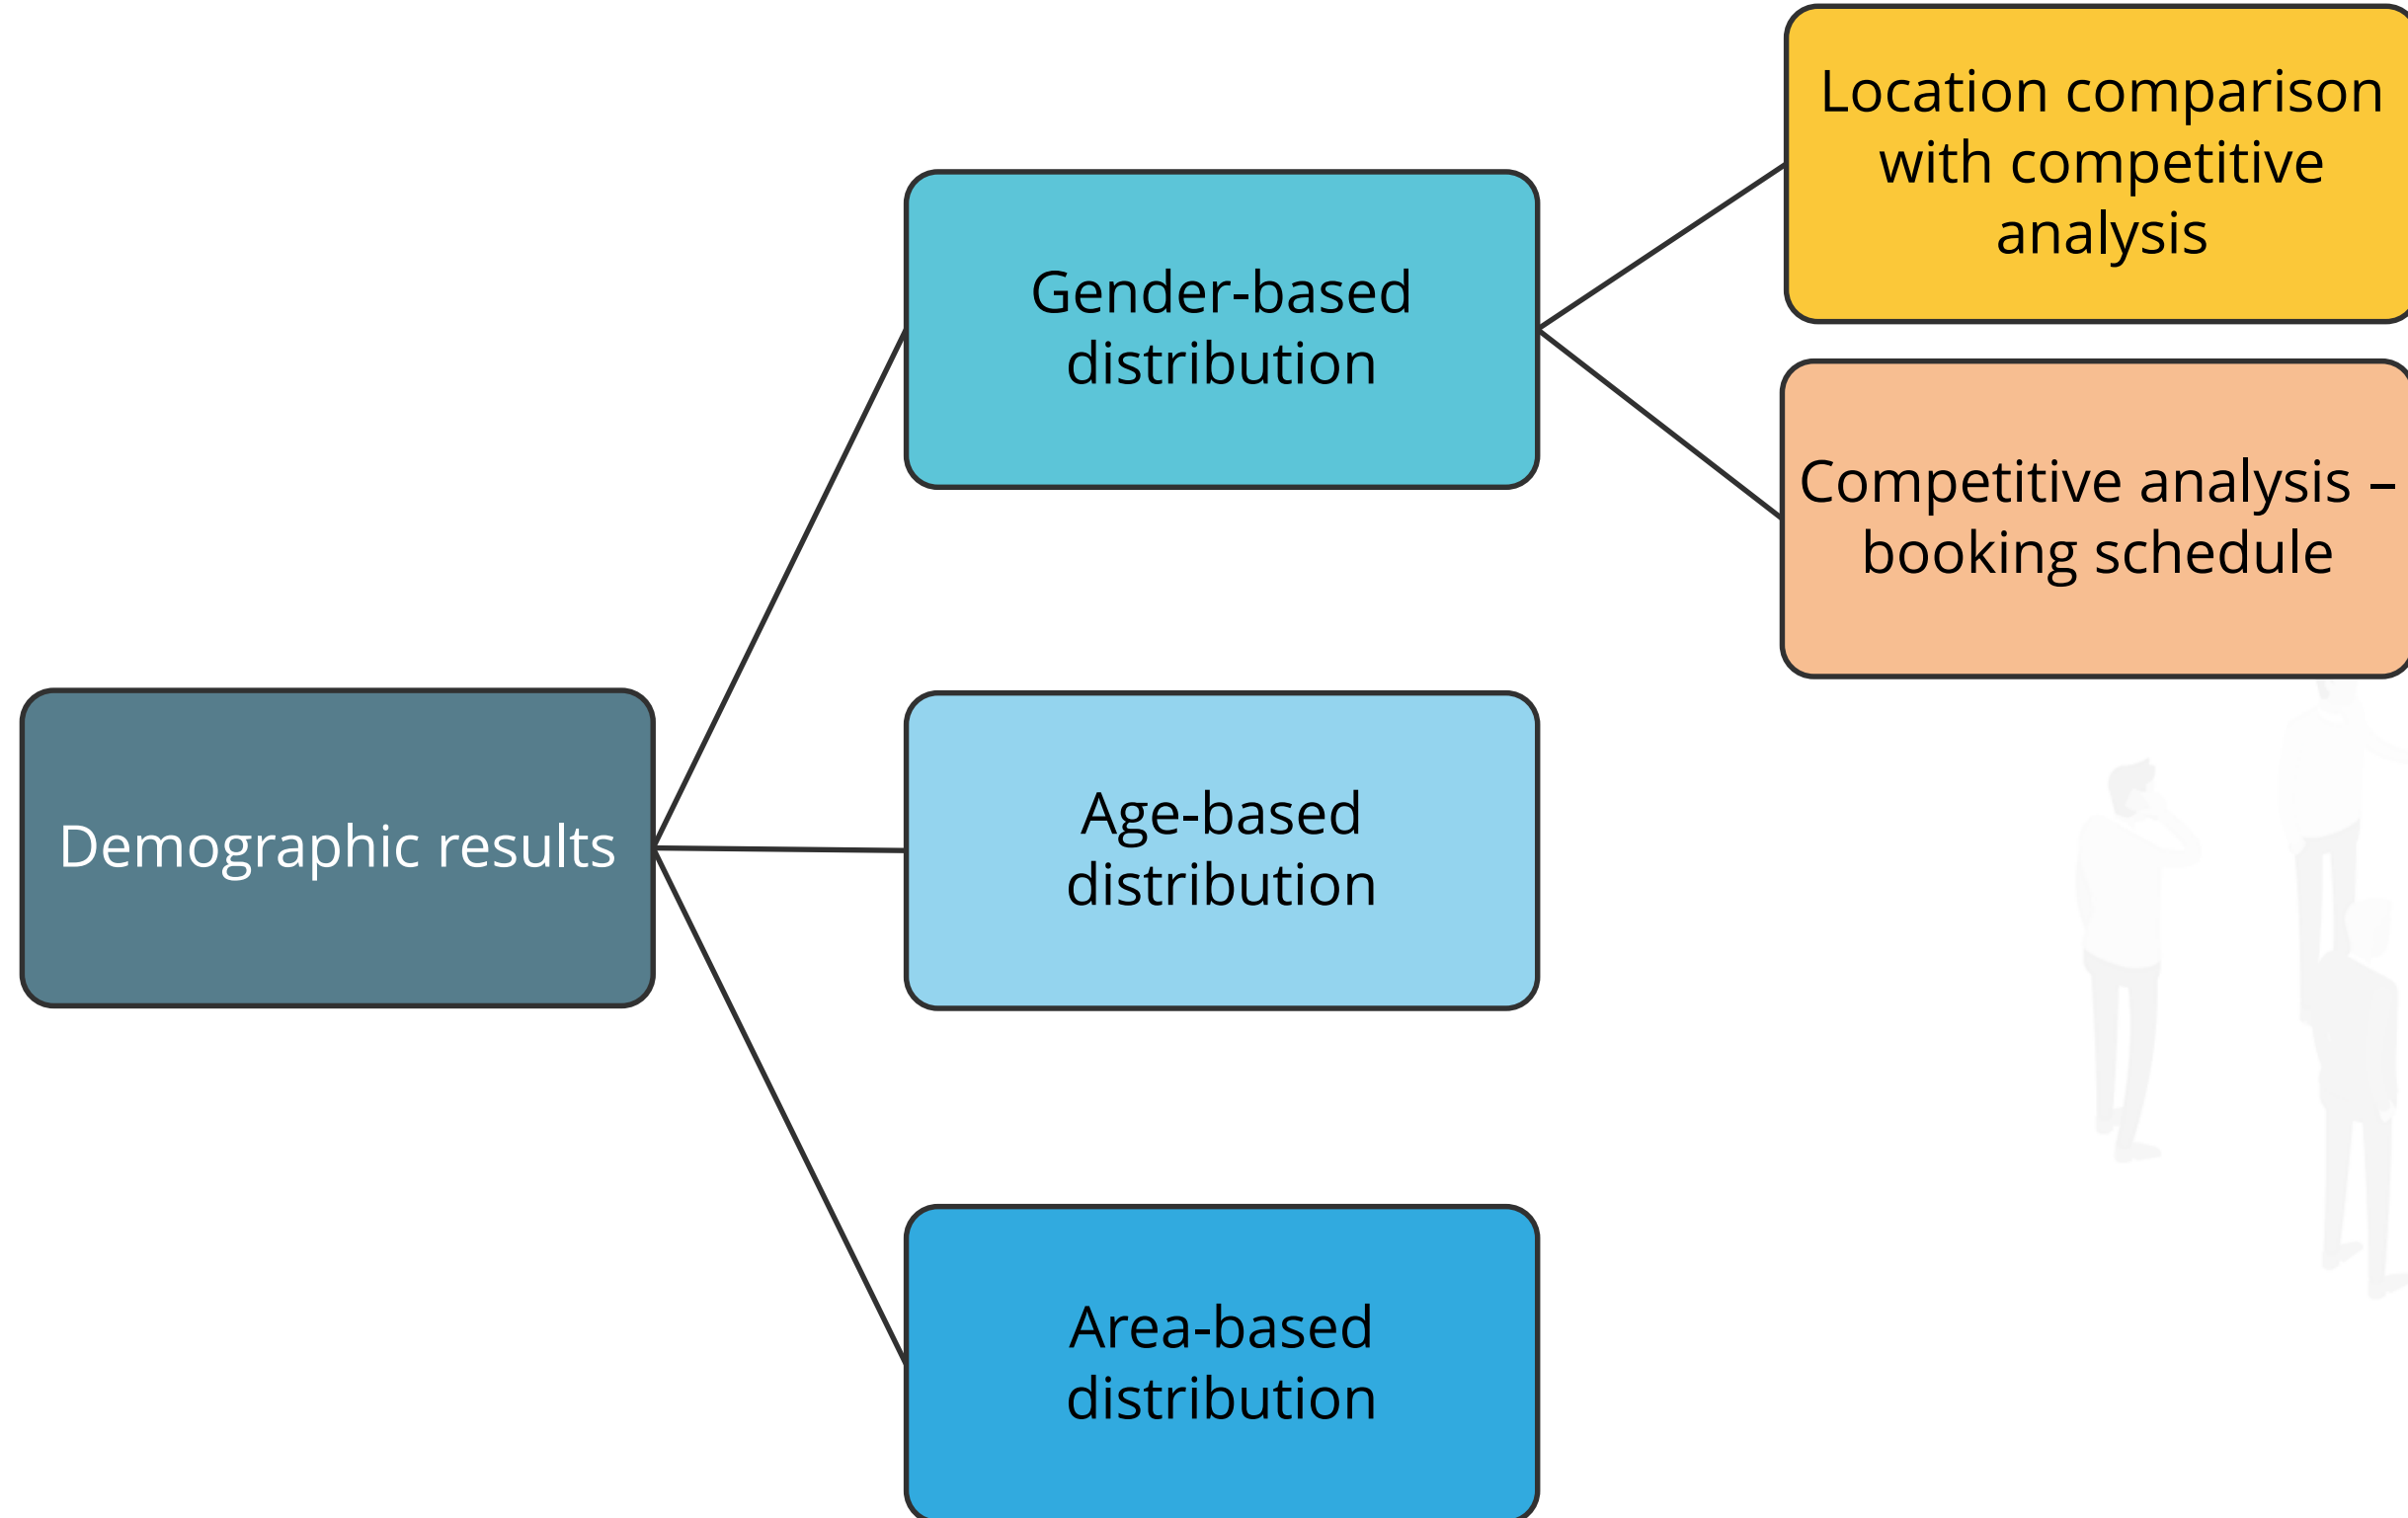 Location comparison
with competitive
analysis
Gender-based
distribution
Competitive analysis –
booking schedule
Demographic results
Age-based
distribution
Area-based
distribution